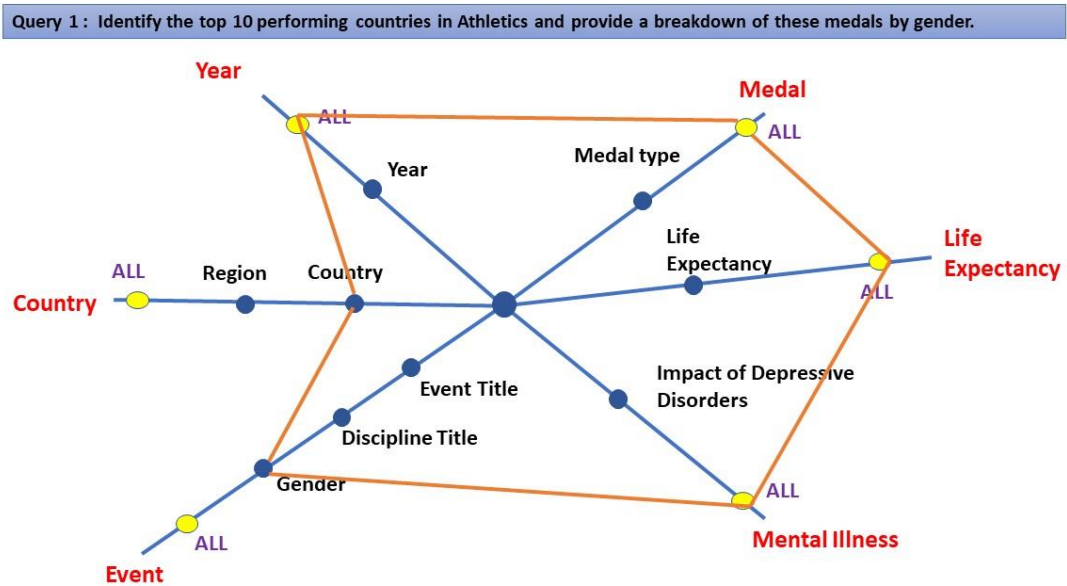 Query 1 : Identify the top 10 performing countries in Athletics and provide a breakdown of these medals by gender.
Year
ALL
Year
Medal
ALL
Medal type
Life
Expectancy
Life
Expectancy
ALL
ALL
Region
Country
Country
Event Title
Discipline Title
Gender
ALL
Event
Impact of Depressive
Disorders
ALL
Mental Illness